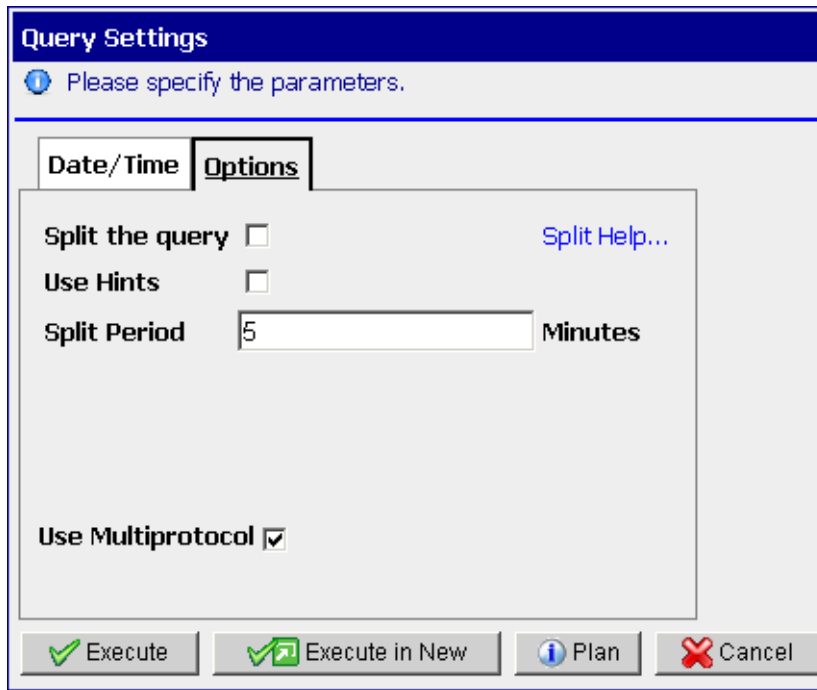 Query Settings
Please specify the parameters.
Date/Time Options
Split the query Split Help...
Use Hints
Split Period 5 Minutes
Use Multiprotocol
Execute Execute in New Plan Cancel